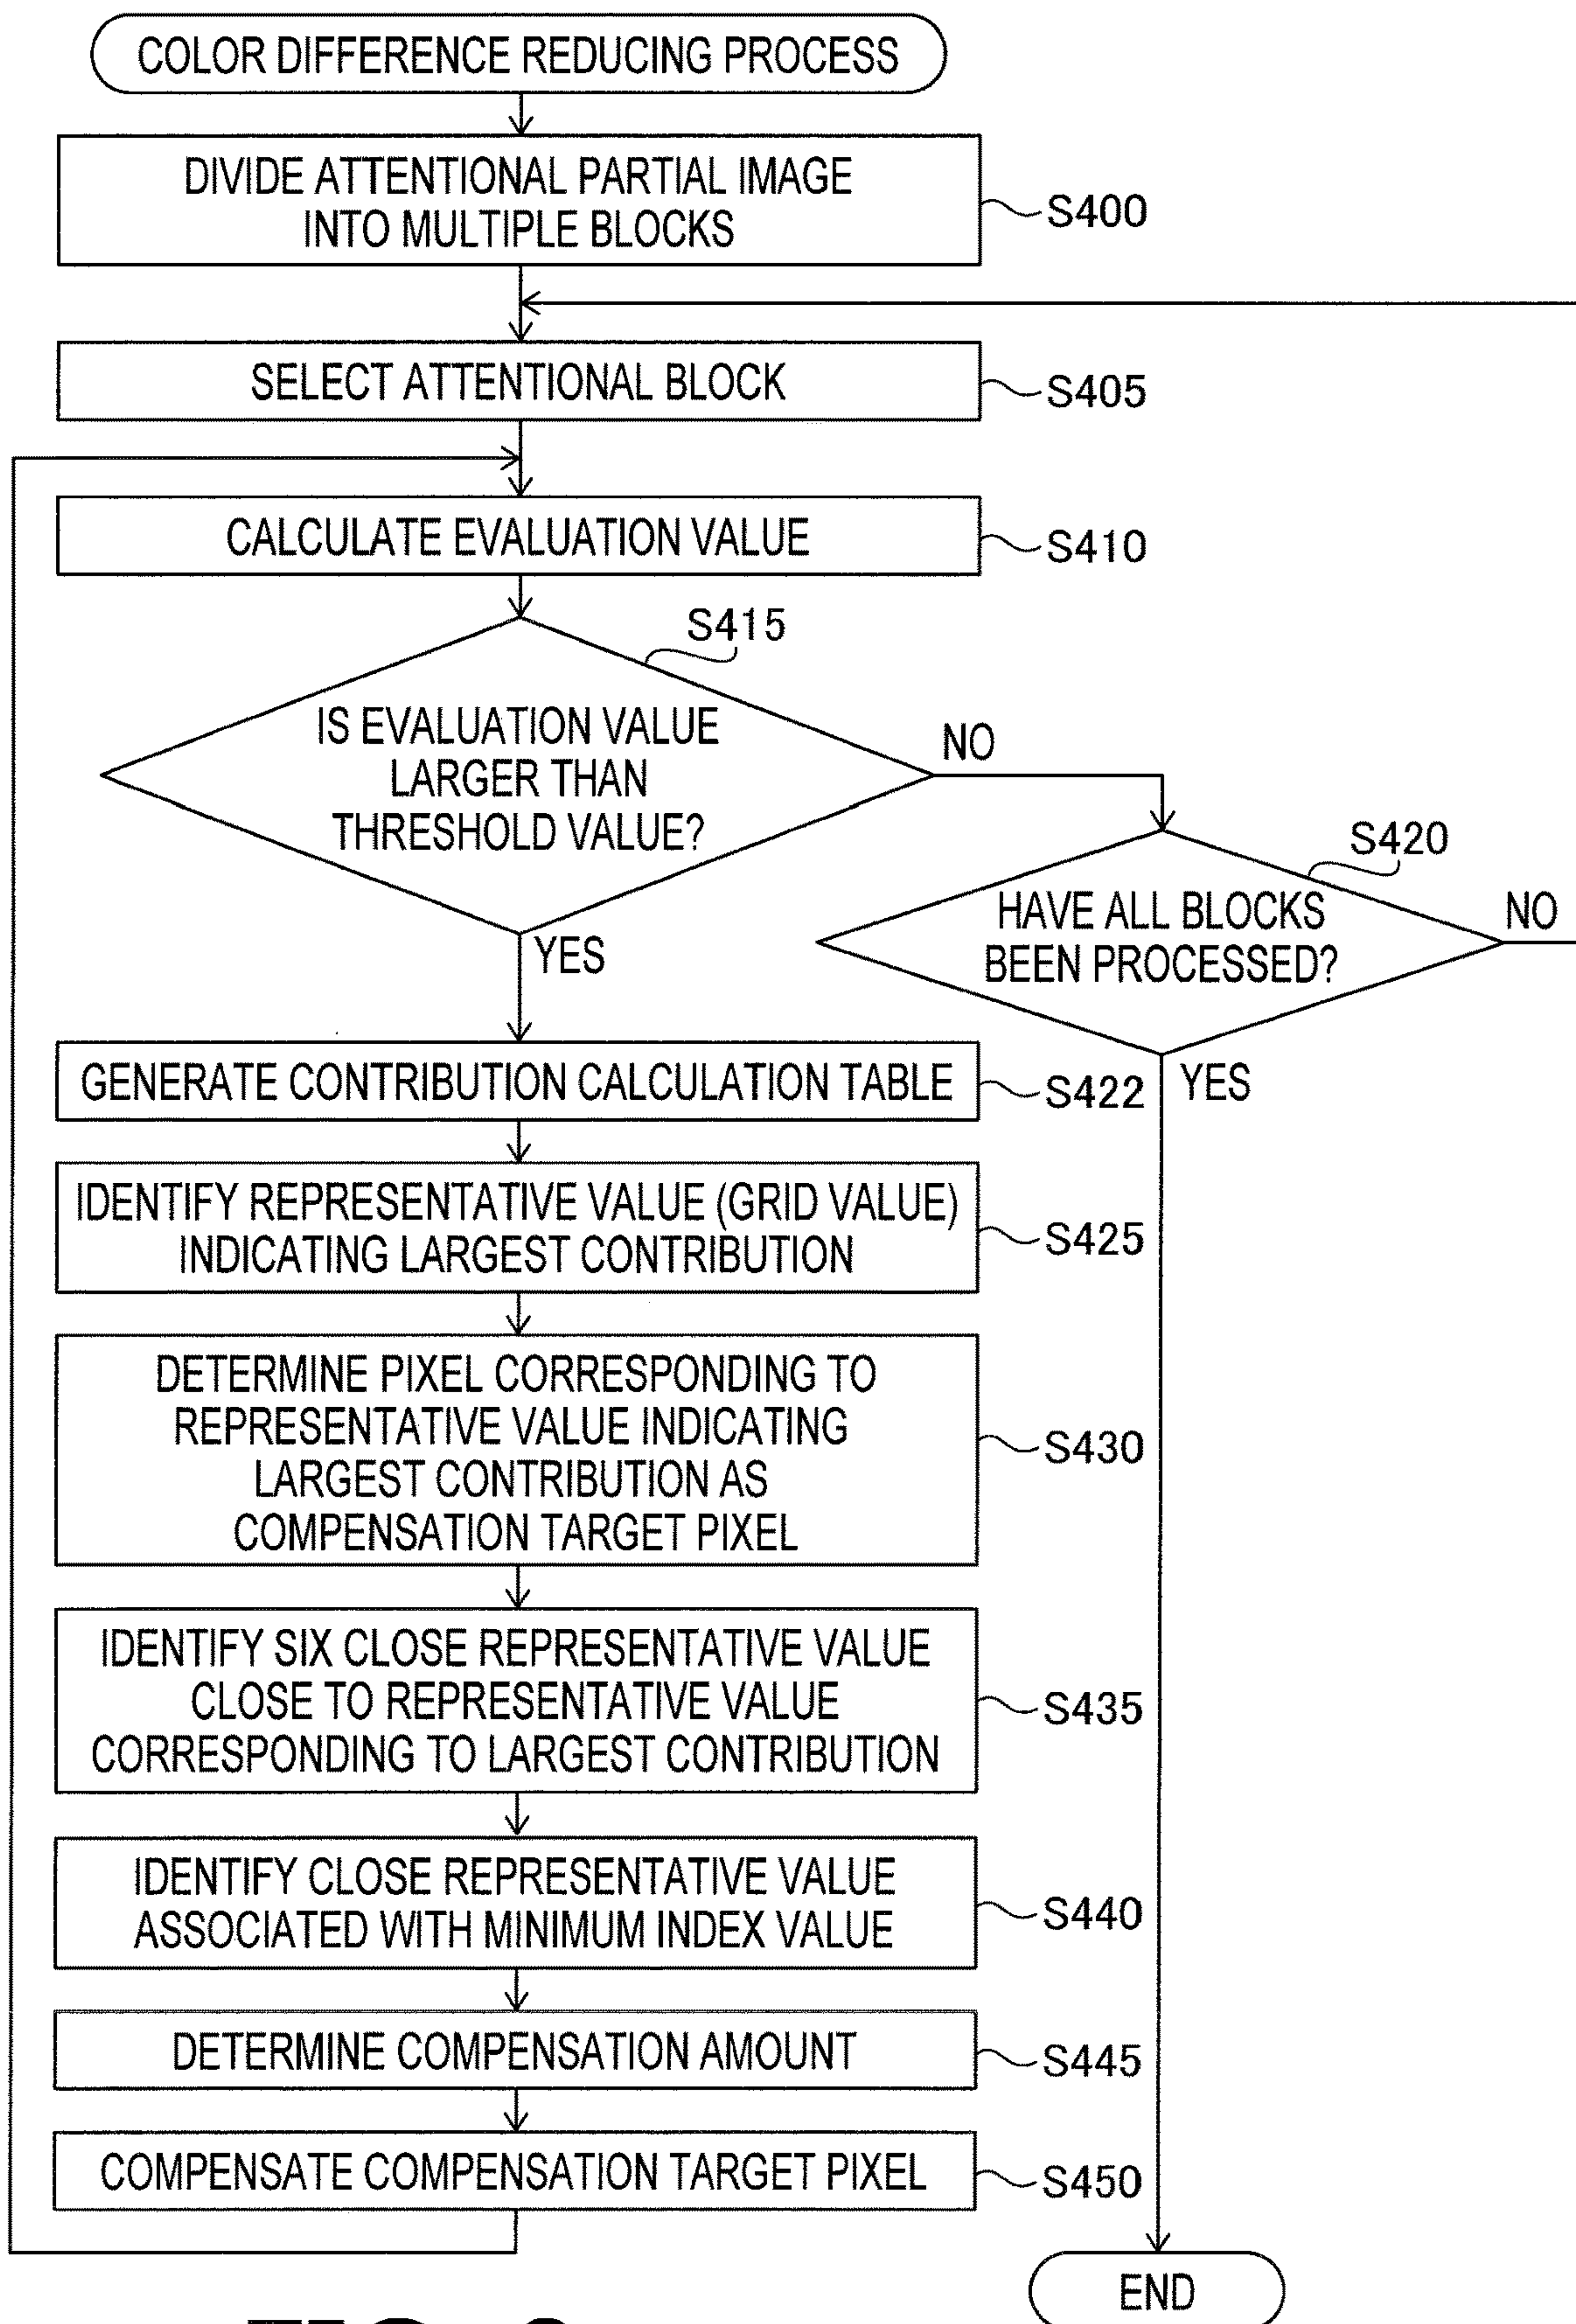 COLOR DIFFERENCE REDUCING PROCESS
DIVIDE ATTENTIONAL PARTIAL IMAGE
INTO MULTIPLE BLOCKS
S400
SELECT ATTENTIONAL BLOCK
S405
CALCULATE EVALUATION VALUE
S410
S415
IS EVALUATION VALUE
LARGER THAN
THRESHOLD VALUE?
NO
YES
S420
HAVE ALL BLOCKS
BEEN PROCESSED?
NO
YES
GENERATE CONTRIBUTION CALCULATION TABLE
S422
IDENTIFY REPRESENTATIVE VALUE (GRID VALUE)
INDICATING LARGEST CONTRIBUTION
S425
DETERMINE PIXEL CORRESPONDING TO
REPRESENTATIVE VALUE INDICATING
LARGEST CONTRIBUTION AS
COMPENSATION TARGET PIXEL
S430
IDENTIFY SIX CLOSE REPRESENTATIVE VALUE
CLOSE TO REPRESENTATIVE VALUE
CORRESPONDING TO LARGEST CONTRIBUTION
S435
IDENTIFY CLOSE REPRESENTATIVE VALUE
ASSOCIATED WITH MINIMUM INDEX VALUE
S440
DETERMINE COMPENSATION AMOUNT
S445
COMPENSATE COMPENSATION TARGET PIXEL
S450
END